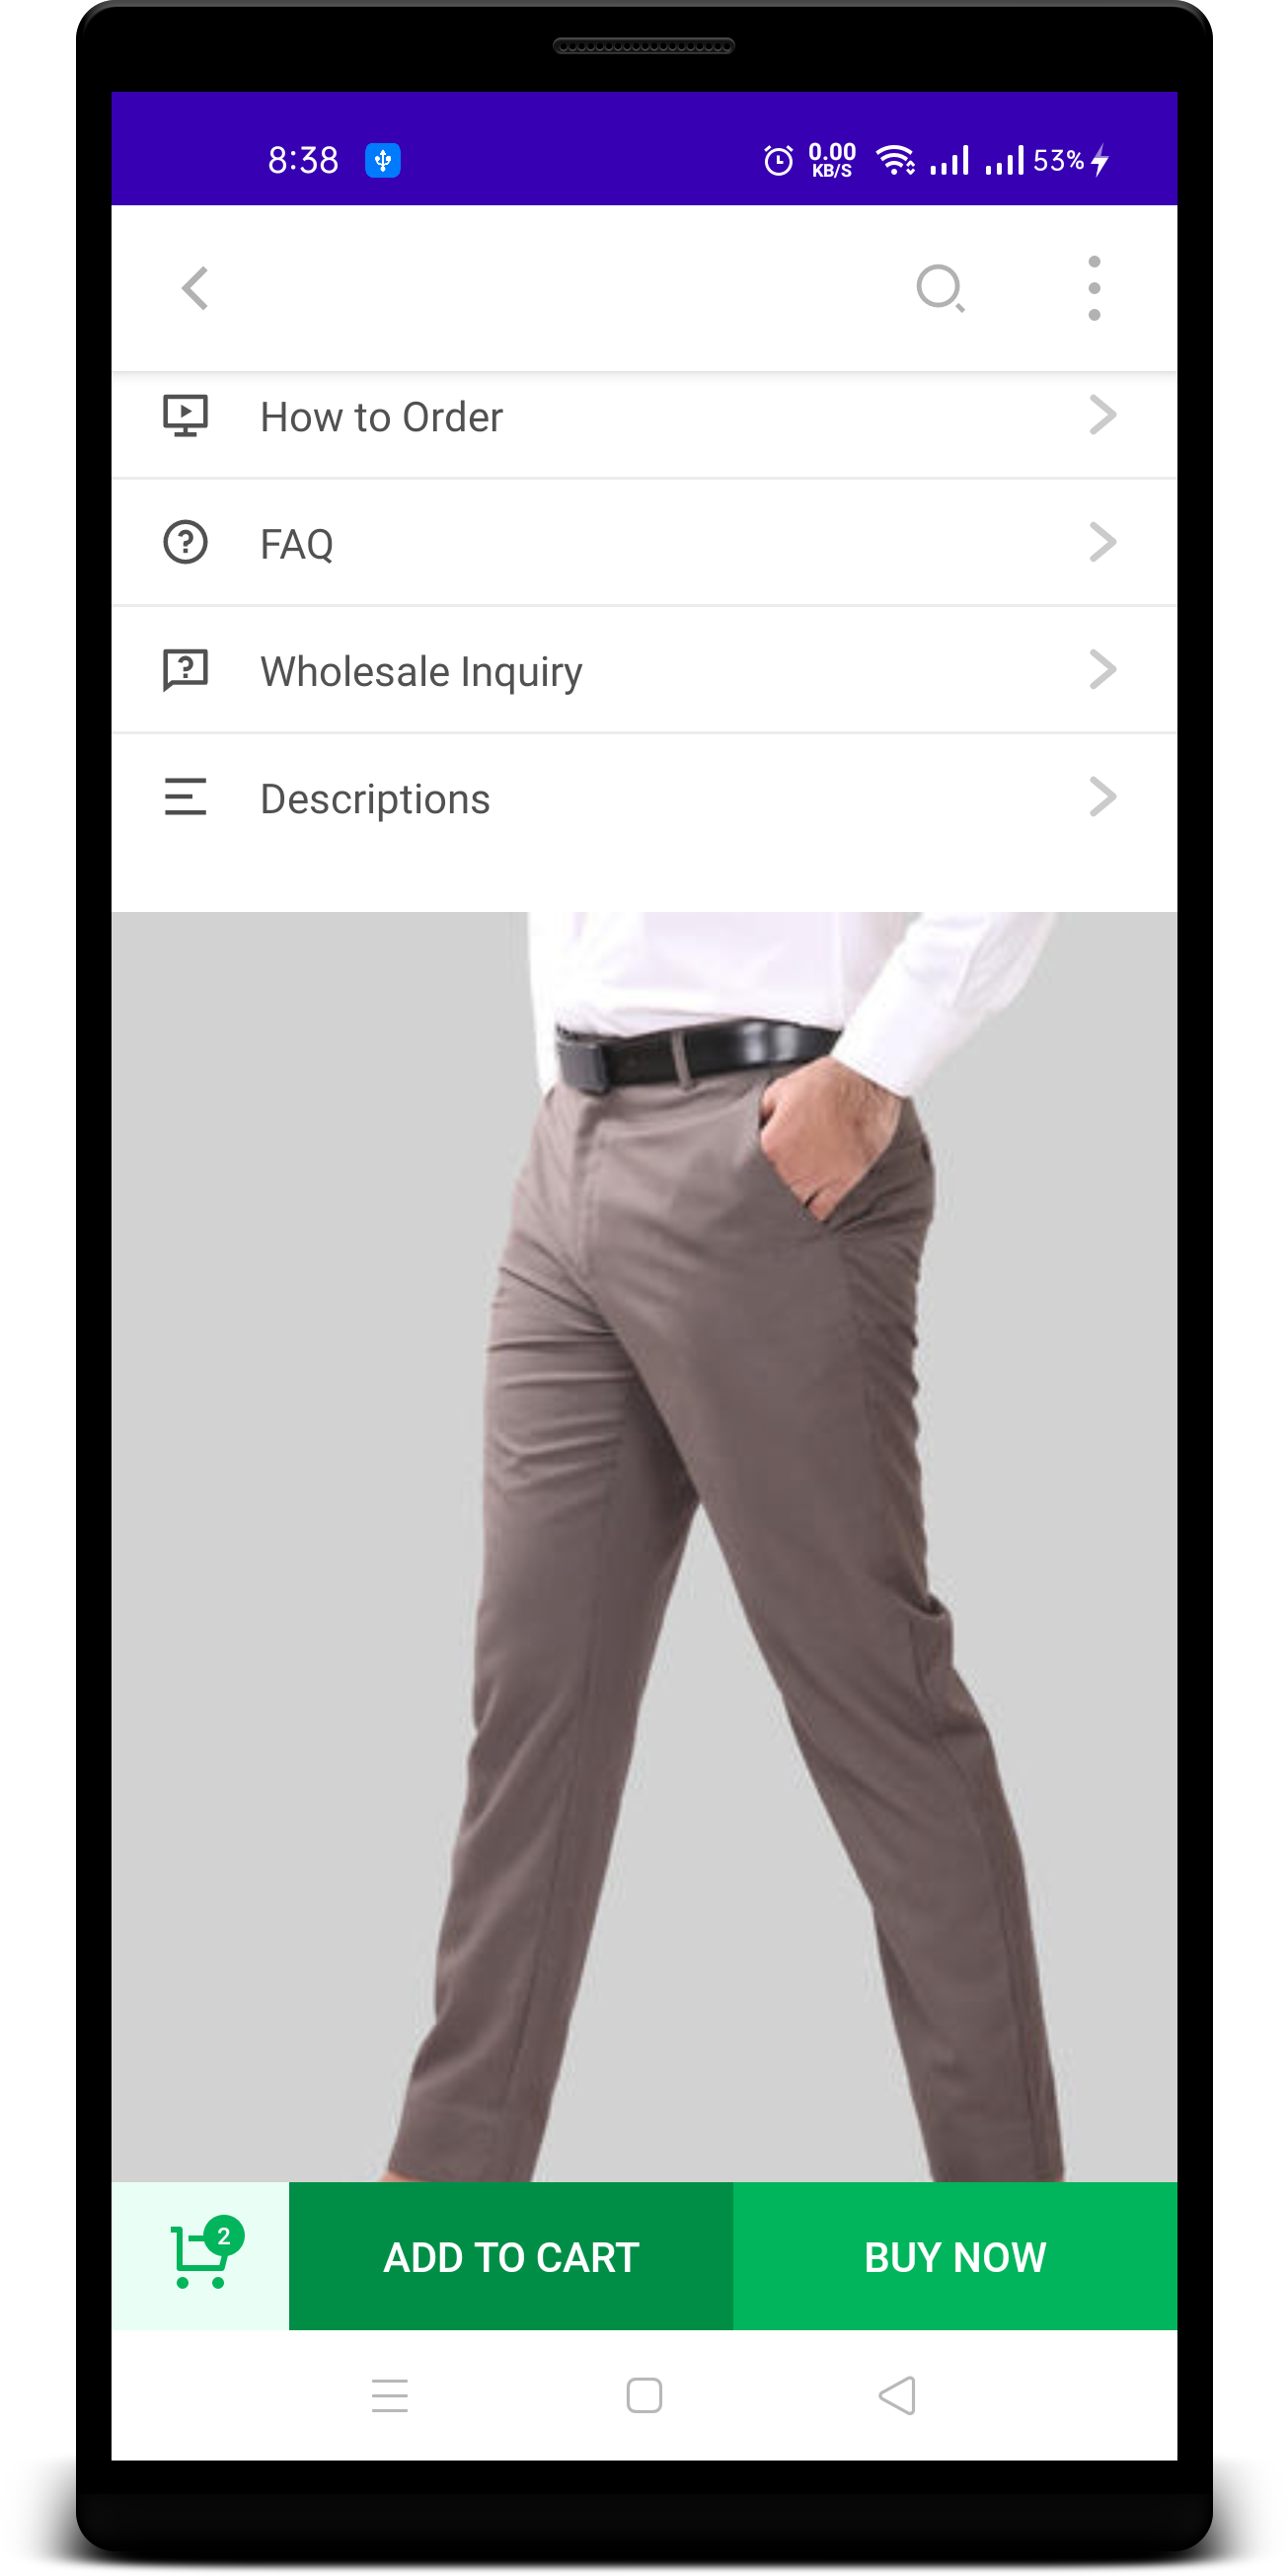 8:38 0.00 KB/S 53%
How to Order
FAQ
Wholesale Inquiry
Descriptions
2 ADD TO CART BUY NOW